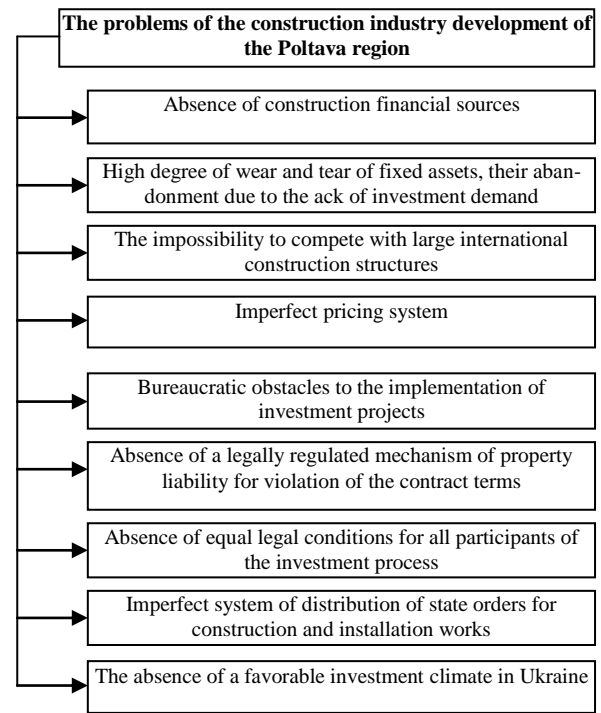 The problems of the construction industry development of
the Poltava region
Absence of construction financial sources
High degree of wear and tear of fixed assets, their aban-
donment due to the ack of investment demand
The impossibility to compete with large international
construction structures
Imperfect pricing system
Bureaucratic obstacles to the implementation of
investment projects
Absence of a legally regulated mechanism of property
liability for violation of the contract terms
Absence of equal legal conditions for all participants of
the investment process
Imperfect system of distribution of state orders for
construction and installation works
The absence of a favorable investment climate in Ukraine